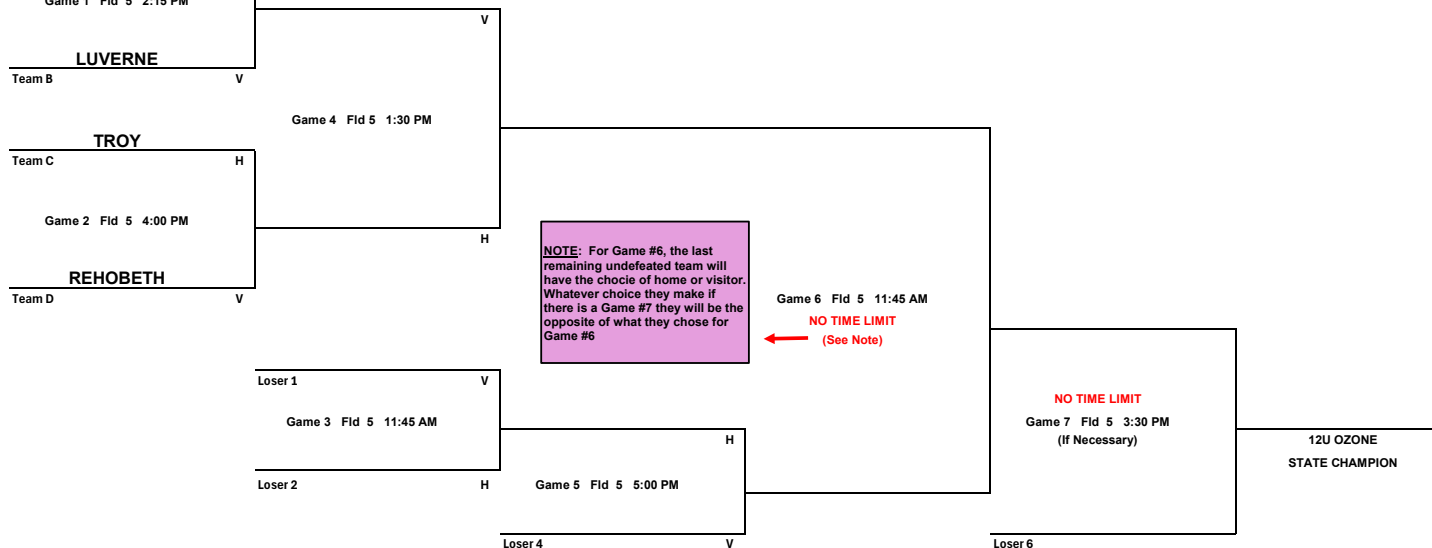 Game 1 Fld 5 2:15 PM
V
LUVERNE
Team B V
Game 4 Fld 5 1:30 PM
TROY
Team C H
Game 2 Fld 5 4:00 PM
H
REHOBETH
Team D V
NOTE: For Game #6, the last
remaining undefeated team will
have the chocie of home or visitor.
Whatever choice they make if
there is a Game #7 they will be the
opposite of what they chose for
Game #6
Game 6 Fld 5 11:45 AM
NO TIME LIMIT
(See Note)
Loser 1 V
Game 3 Fld 5 11:45 AM
Loser 2 H
H
Game 5 Fld 5 5:00 PM
Loser 4 V
NO TIME LIMIT
Game 7 Fld 5 3:30 PM
(If Necessary)
Loser 6
12U OZONE
STATE CHAMPION